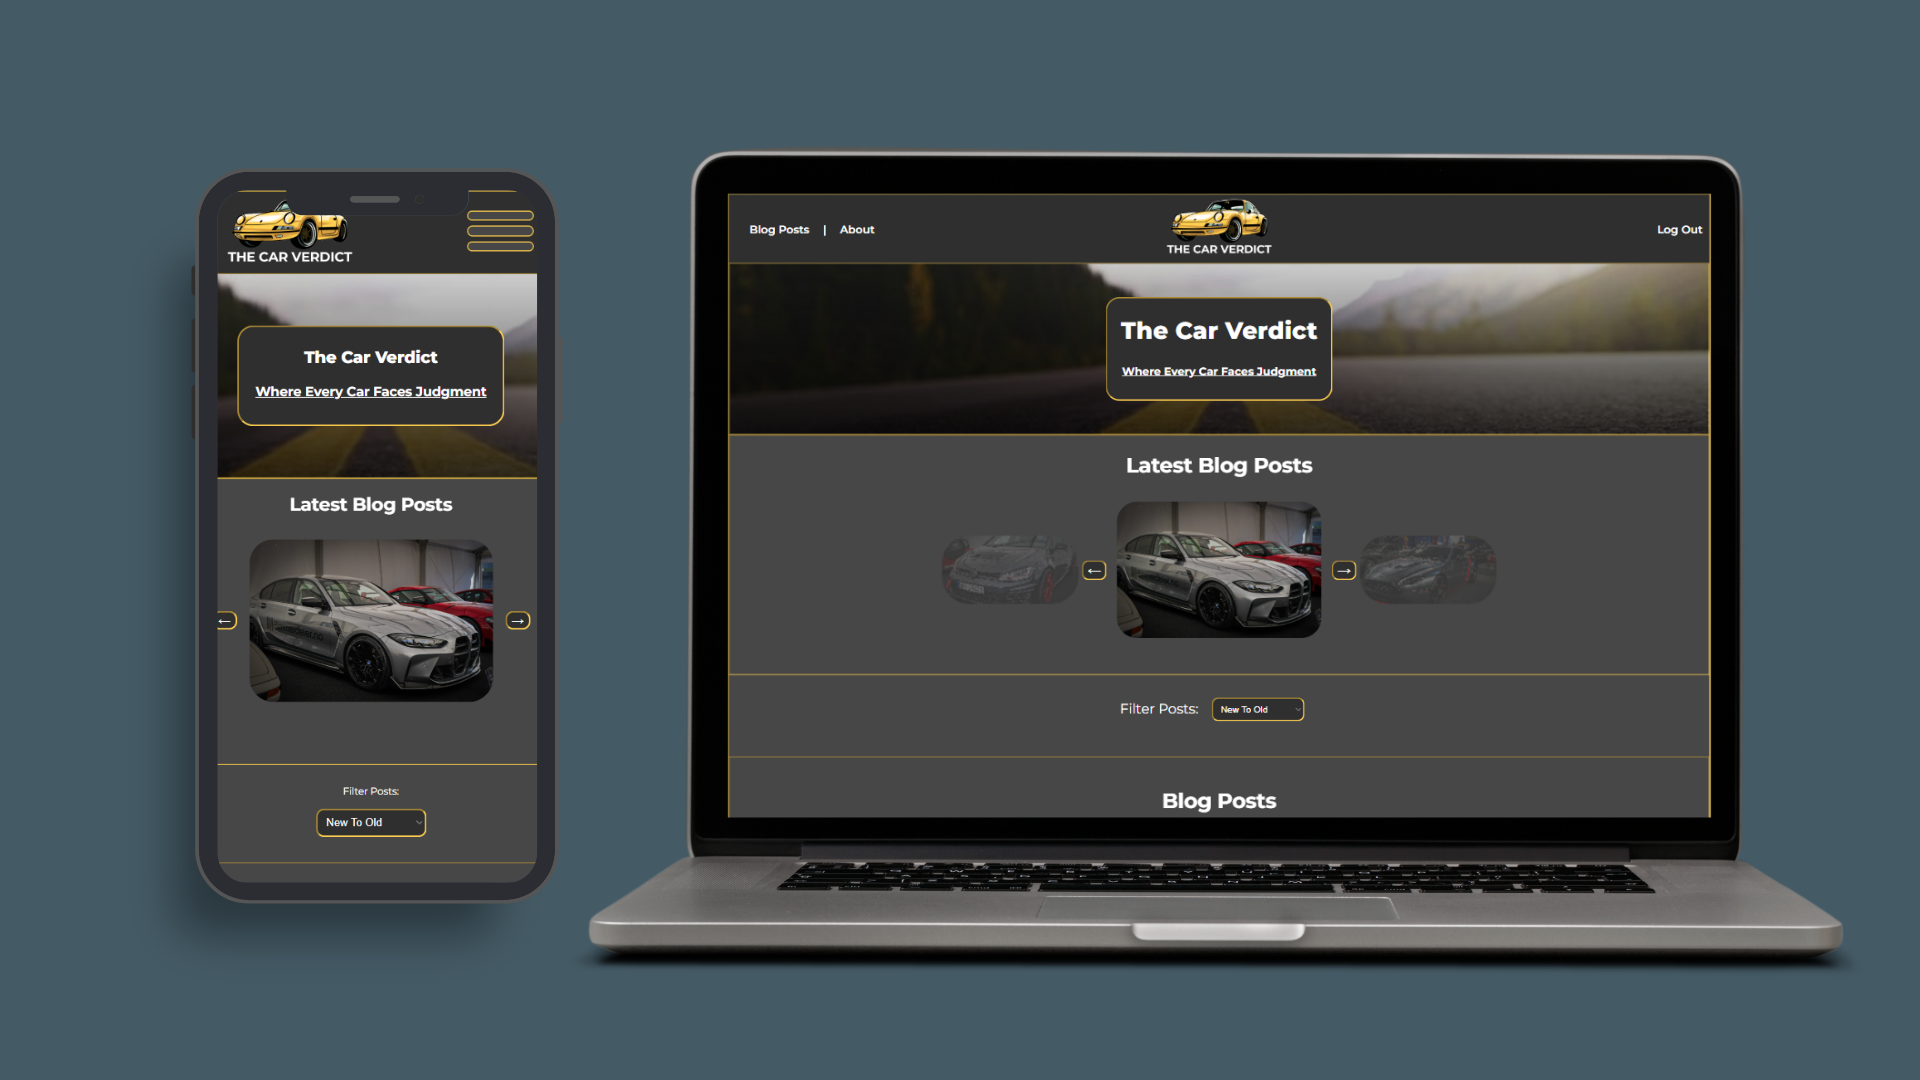 THE CAR VERDICT
The Car Verdict
Where Every Car Faces Judgment
Latest Blog Posts
←
→
Filter Posts:
New To Old
Blog Posts | About
THE CAR VERDICT
Log Out
The Car Verdict
Where Every Car Faces Judgment
Latest Blog Posts
←
→
Filter Posts: New To Old
Blog Posts